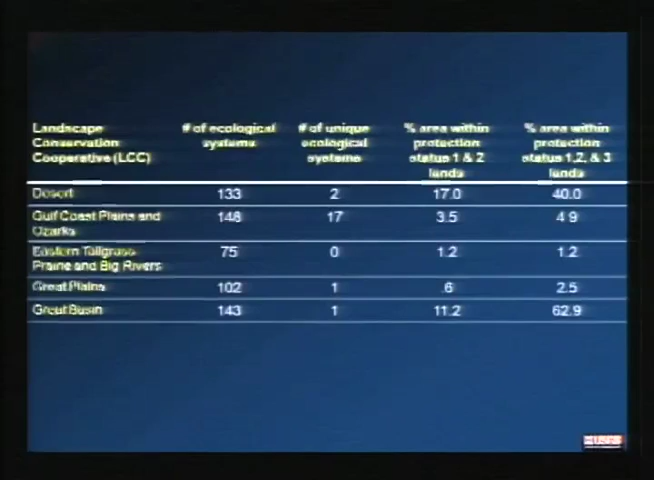 Landscape Conservation Cooperative (LCC) # of ecological systems # of unique ecological systems % area within protection status 1 & 2 lands % area within protection status 1, 2, & 3 lands
Desert 133 2 17.0 40.0
Gulf Coast Plains and Ozarks 148 17 3.5 4.9
Eastern Tallgrass Prairie and Big Rivers 75 0 1.2 1.2
Great Plains 102 1 .6 2.5
Great Basin 143 1 11.2 62.9
USGS